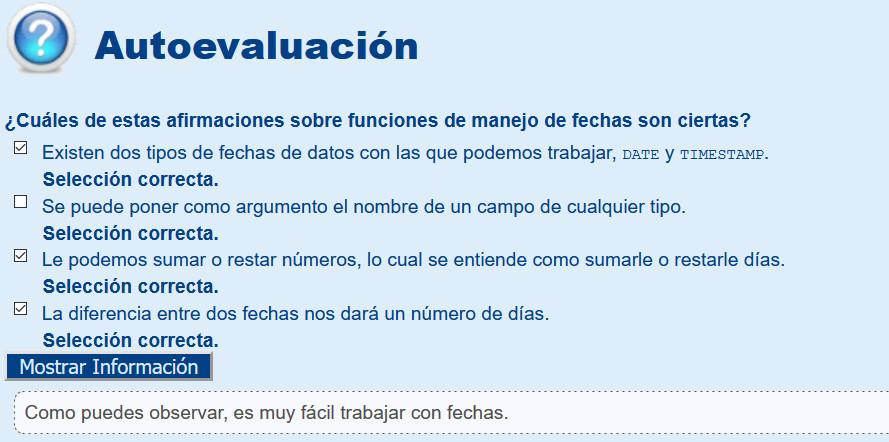 Autoevaluación
¿Cuáles de estas afirmaciones sobre funciones de manejo de fechas son ciertas?
Existen dos tipos de fechas de datos con las que podemos trabajar, DATE y TIMESTAMP.
Selección correcta.
Se puede poner como argumento el nombre de un campo de cualquier tipo.
Selección correcta.
Le podemos sumar o restar números, lo cual se entiende como sumarle o restarle días.
Selección correcta.
La diferencia entre dos fechas nos dará un número de días.
Selección correcta.
Mostrar Información
Como puedes observar, es muy fácil trabajar con fechas.